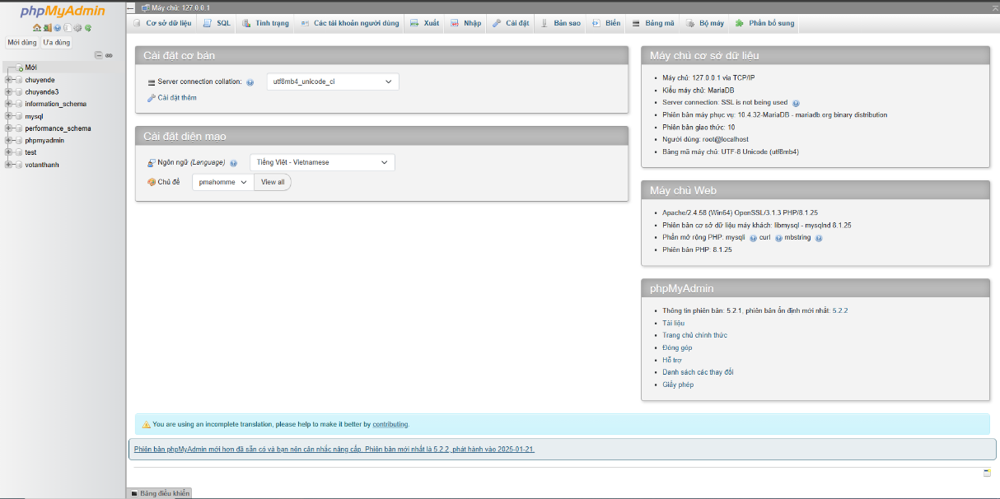 phpMyAdmin
Mới dùng Ưa dùng
Mới
chuyende
chuyende3
information_schema
mysql
performance_schema
phpmyadmin
test
votanthanh
Máy chủ: 127.0.0.1
Cơ sở dữ liệu SQL Tình trạng Các tài khoản người dùng Xuất Nhập Cài đặt Bản sao Biến Bảng mã Bộ máy Phần bổ sung
Cài đặt cơ bản
Server connection collation: utf8mb4_unicode_ci
Cài đặt thêm
Cài đặt diện mạo
Ngôn ngữ (Language) Tiếng Việt - Vietnamese
Chủ đề pmahomme View all
Máy chủ cơ sở dữ liệu
Máy chủ: 127.0.0.1 via TCP/IP
Kiểu máy chủ: MariaDB
Server connection: SSL is not being used
Phiên bản máy phục vụ: 10.4.32-MariaDB - mariadb.org binary distribution
Phiên bản giao thức: 10
Người dùng: root@localhost
Bảng mã máy chủ: UTF-8 Unicode (utf8mb4)
Máy chủ Web
Apache/2.4.58 (Win64) OpenSSL/3.1.3 PHP/8.1.25
Phiên bản cơ sở dữ liệu máy khách: libmysql - mysqlnd 8.1.25
Phần mở rộng PHP: mysqli curl mbstring
Phiên bản PHP: 8.1.25
phpMyAdmin
Thông tin phiên bản: 5.2.1, phiên bản ổn định mới nhất: 5.2.2
Tài liệu
Trang chủ chính thức
Đóng góp
Hỗ trợ
Danh sách các thay đổi
Giấy phép
You are using an incomplete translation, please help to make it better by contributing.
Phiên bản phpMyAdmin mới hơn đã sẵn có và bạn nên cân nhắc nâng cấp. Phiên bản mới nhất là 5.2.2, phát hành vào 2025-01-21.
Bảng điều khiển